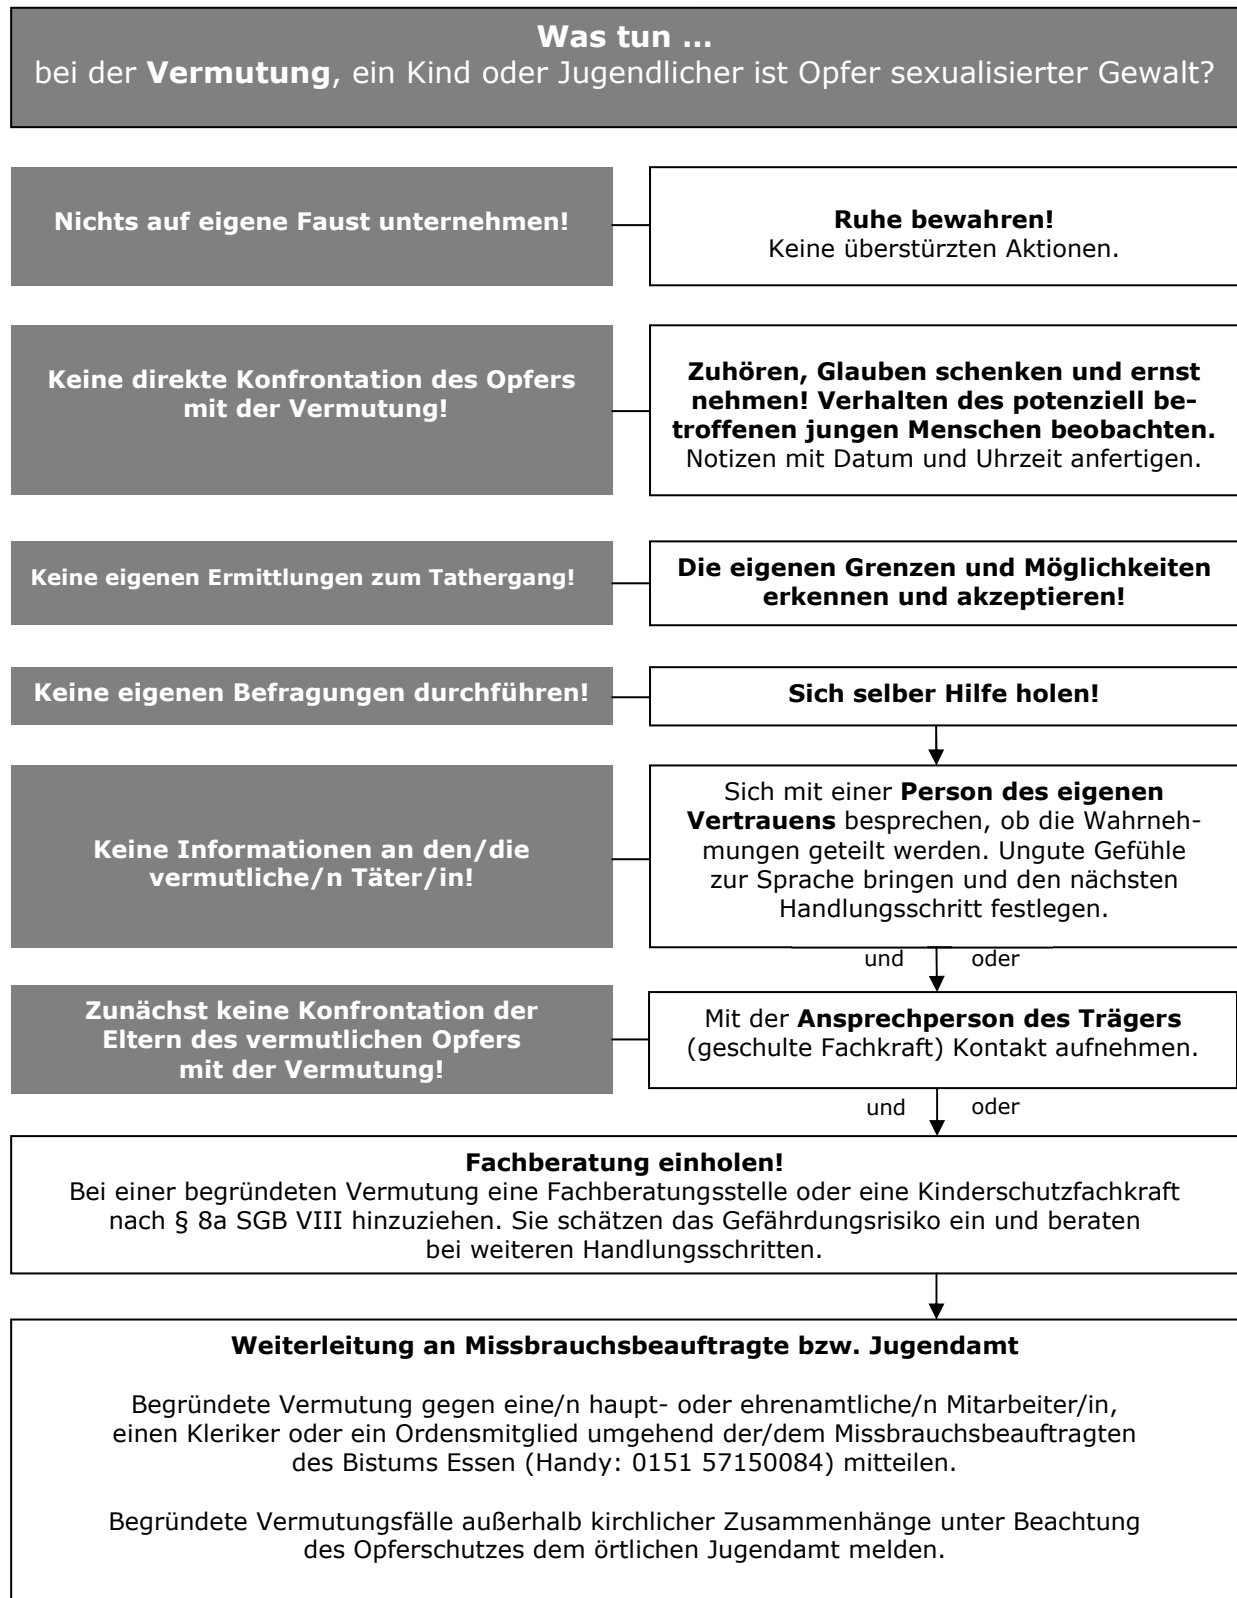 Was tun ...
bei der Vermutung, ein Kind oder Jugendlicher ist Opfer sexualisierter Gewalt?
Nichts auf eigene Faust unternehmen!
Ruhe bewahren!
Keine überstürzten Aktionen.
Keine direkte Konfrontation des Opfers
mit der Vermutung!
Zuhören, Glauben schenken und ernst
nehmen! Verhalten des potenziell be-
troffenen jungen Menschen beobachten.
Notizen mit Datum und Uhrzeit anfertigen.
Keine eigenen Ermittlungen zum Tathergang!
Die eigenen Grenzen und Möglichkeiten
erkennen und akzeptieren!
Keine eigenen Befragungen durchführen!
Sich selber Hilfe holen!
Keine Informationen an den/die
vermutliche/n Täter/in!
Sich mit einer Person des eigenen
Vertrauens besprechen, ob die Wahrneh-
mungen geteilt werden. Ungute Gefühle
zur Sprache bringen und den nächsten
Handlungsschritt festlegen.
und oder
Zunächst keine Konfrontation der
Eltern des vermutlichen Opfers
mit der Vermutung!
Mit der Ansprechperson des Trägers
(geschulte Fachkraft) Kontakt aufnehmen.
und oder
Fachberatung einholen!
Bei einer begründeten Vermutung eine Fachberatungsstelle oder eine Kinderschutzfachkraft
nach § 8a SGB VIII hinzuziehen. Sie schätzen das Gefährdungsrisiko ein und beraten
bei weiteren Handlungsschritten.
Weiterleitung an Missbrauchsbeauftragte bzw. Jugendamt
Begründete Vermutung gegen eine/n haupt- oder ehrenamtliche/n Mitarbeiter/in,
einen Kleriker oder ein Ordensmitglied umgehend der/dem Missbrauchsbeauftragten
des Bistums Essen (Handy: 0151 57150084) mitteilen.
Begründete Vermutungsfälle außerhalb kirchlicher Zusammenhänge unter Beachtung
des Opferschutzes dem örtlichen Jugendamt melden.